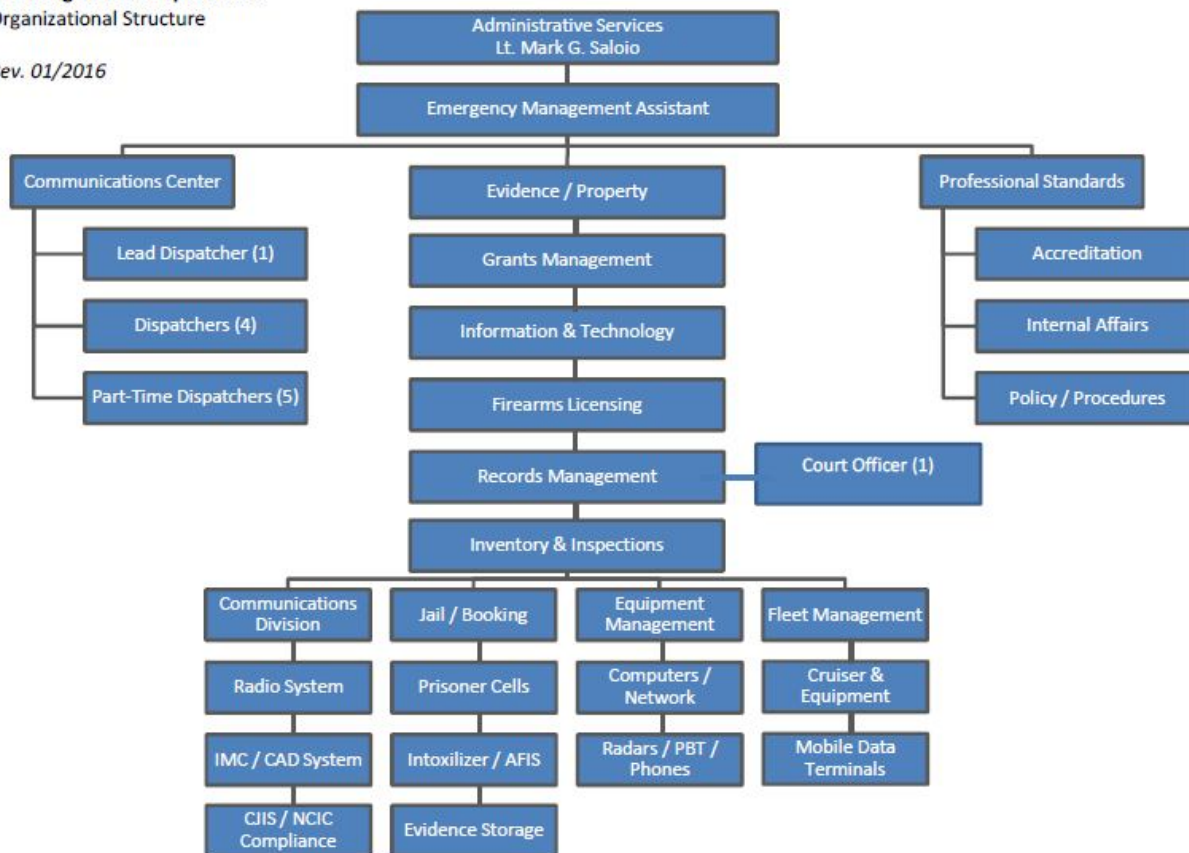 Organizational Structure
Rev. 01/2016
Administrative Services
Lt. Mark G. Saloio
Emergency Management Assistant
Communications Center
Lead Dispatcher (1)
Dispatchers (4)
Part-Time Dispatchers (5)
Evidence / Property
Grants Management
Information & Technology
Firearms Licensing
Records Management
Court Officer (1)
Inventory & Inspections
Professional Standards
Accreditation
Internal Affairs
Policy / Procedures
Communications
Division
Radio System
IMC / CAD System
CJIS / NCIC
Compliance
Jail / Booking
Prisoner Cells
Intoxilizer / AFIS
Evidence Storage
Equipment
Management
Computers /
Network
Radars / PBT /
Phones
Fleet Management
Cruiser &
Equipment
Mobile Data
Terminals